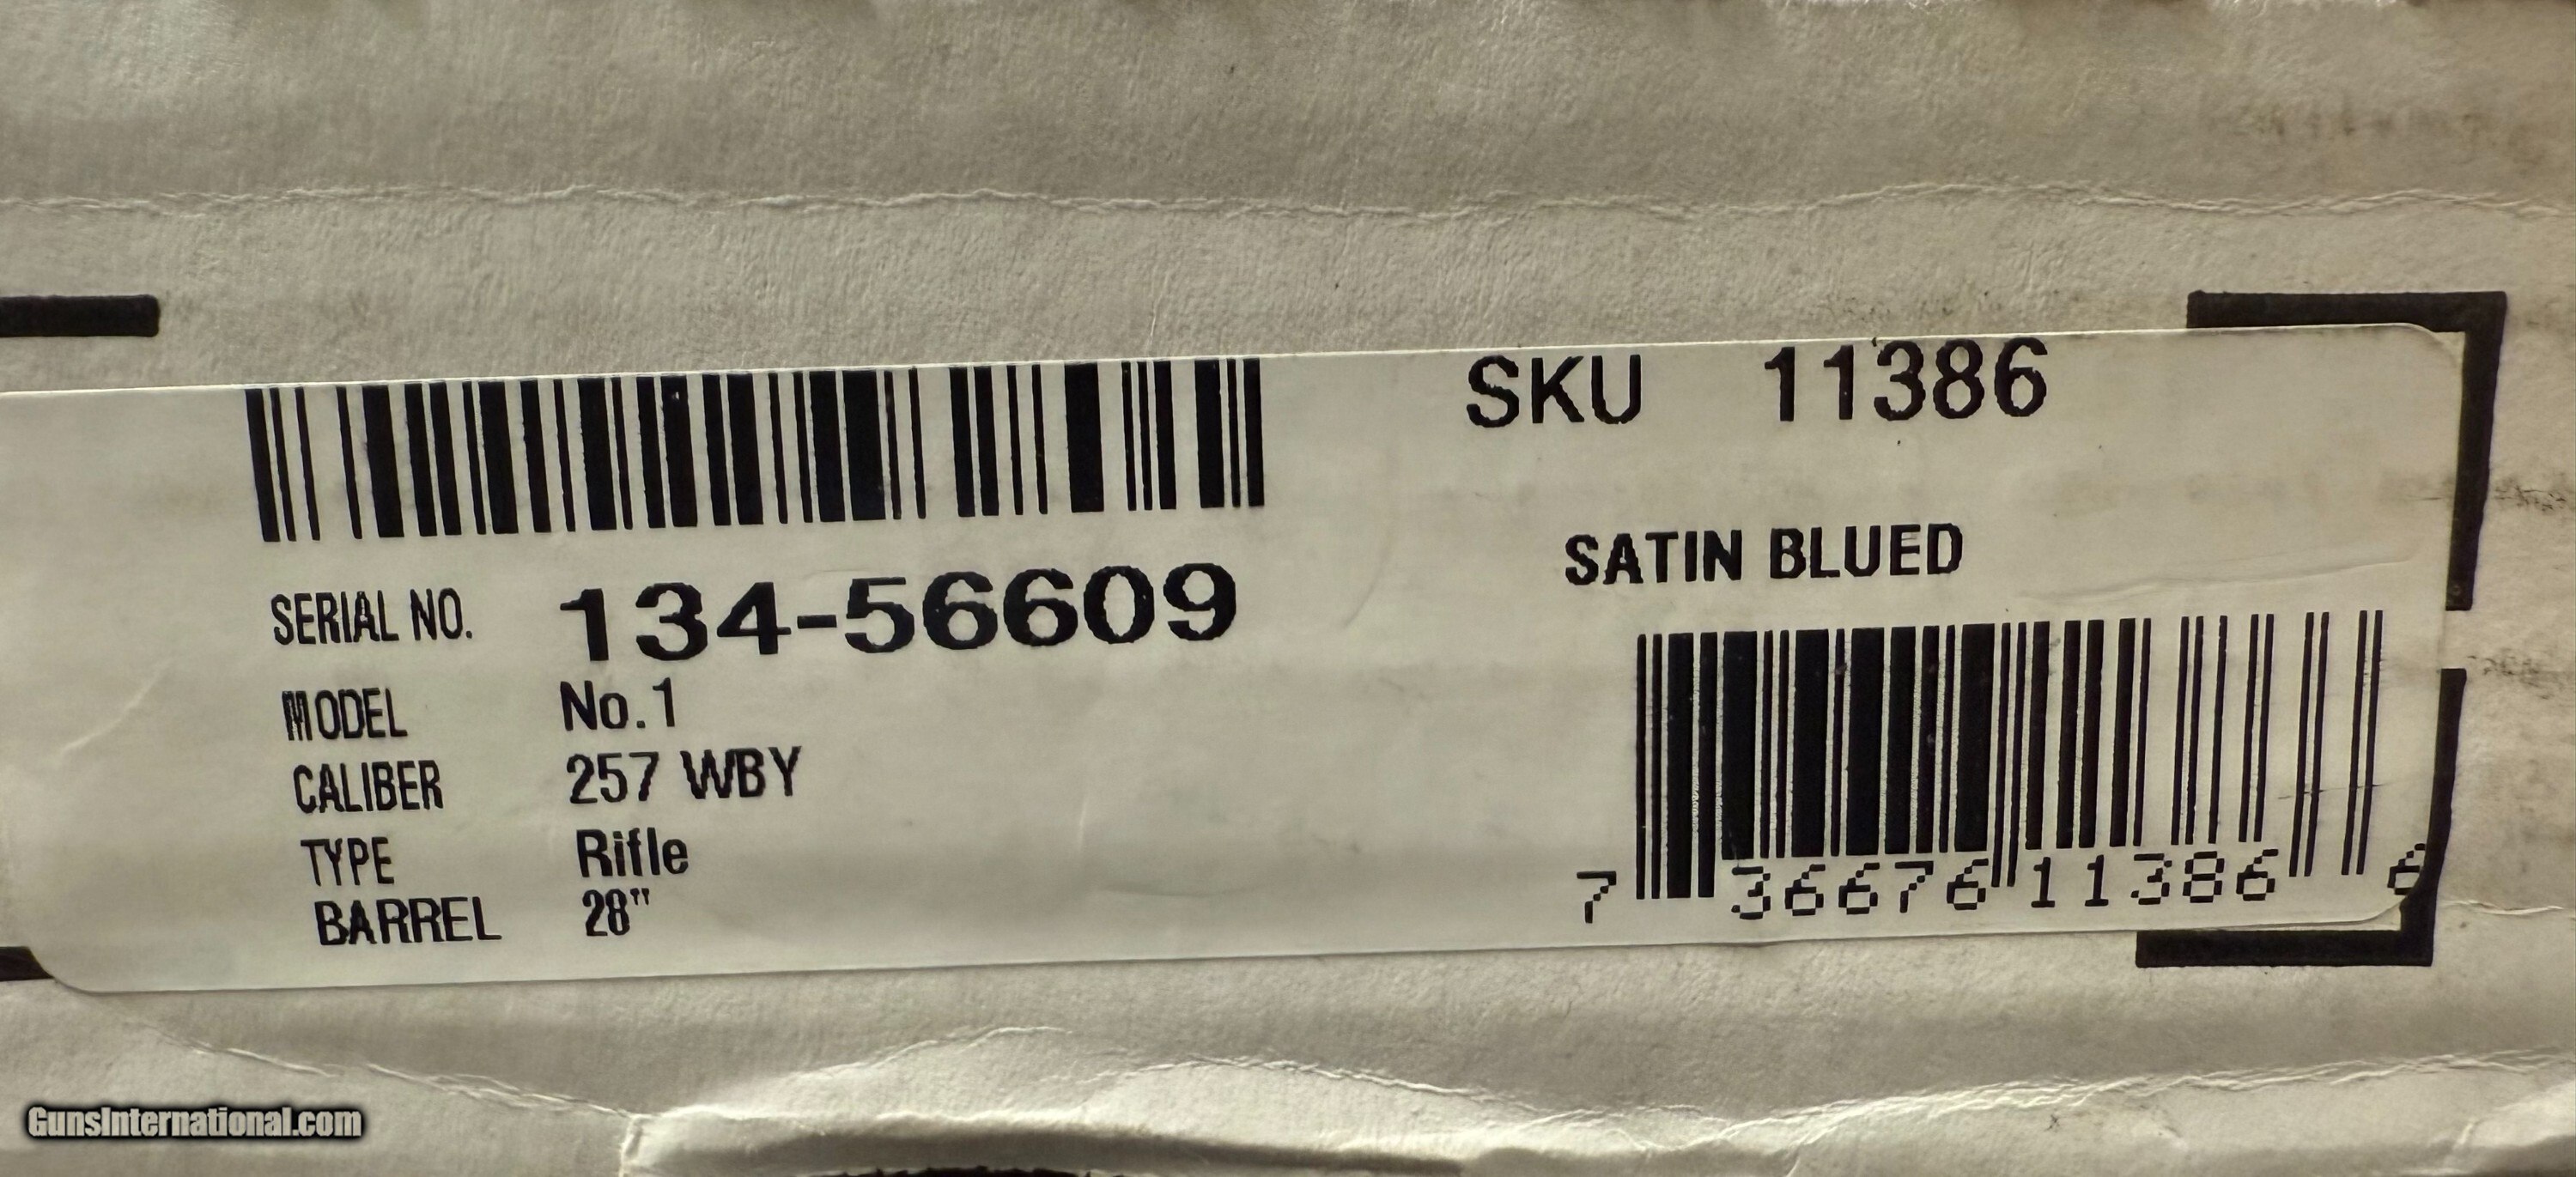 SKU 11386
SATIN BLUED
SERIAL NO. 134-56609
MODEL No.1
CALIBER 257 WBY
TYPE Rifle
BARREL 28"
7 36676 11386 6
GunsInternational.com